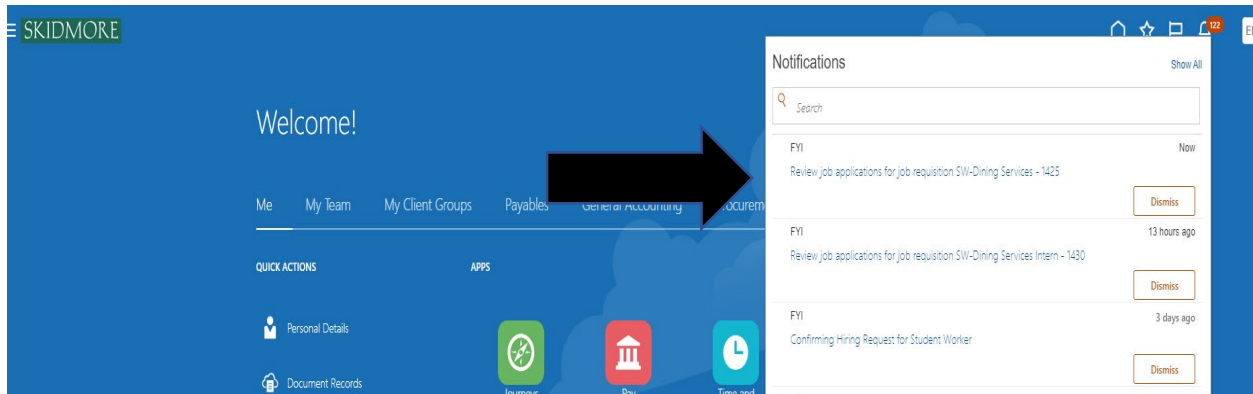 SKIDMORE
122
Notifications
Show All
Search
Welcome!
FYI
Now
Review job applications for job requisition SW-Dining Services - 1425
Dismiss
Me My Team My Client Groups Payables General Accounting
FYI
13 hours ago
Review job applications for job requisition SW-Dining Services Intern - 1430
Dismiss
QUICK ACTIONS
APPS
FYI
3 days ago
Confirming Hiring Request for Student Worker
Dismiss
Personal Details
Document Records
Journeys
Pay
Time and